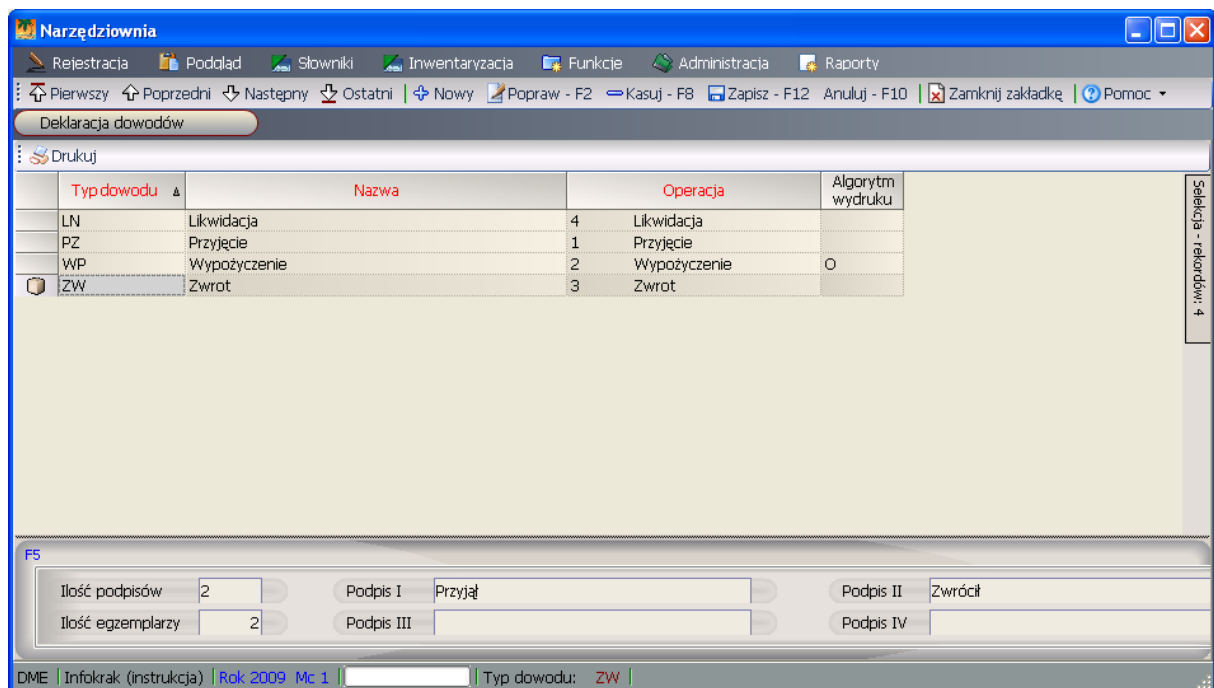 Narzędziownia
Rejestracja Podgląd Słowniki Inwentaryzacja Funkcje Administracja Raporty
Pierwszy Poprzedni Następny Ostatni Nowy Popraw - F2 Kasuj - F8 Zapisz - F12 Anuluj - F10 Zamknij zakładkę Pomoc
Deklaracja dowodów
Drukuj
Typ dowodu Nazwa Operacja Algorytm wydruku
LN Likwidacja 4 Likwidacja
PZ Przyjęcie 1 Przyjęcie
WP Wypożyczenie 2 Wypożyczenie O
ZW Zwrot 3 Zwrot
Selekcja - rekordów: 4
F5
Ilość podpisów 2 Podpis I Przyjął Podpis II Zwrócił
Ilość egzemplarzy 2 Podpis III Podpis IV
DME Infokrak (instrukcja) Rok 2009 Mc 1 Typ dowodu: ZW